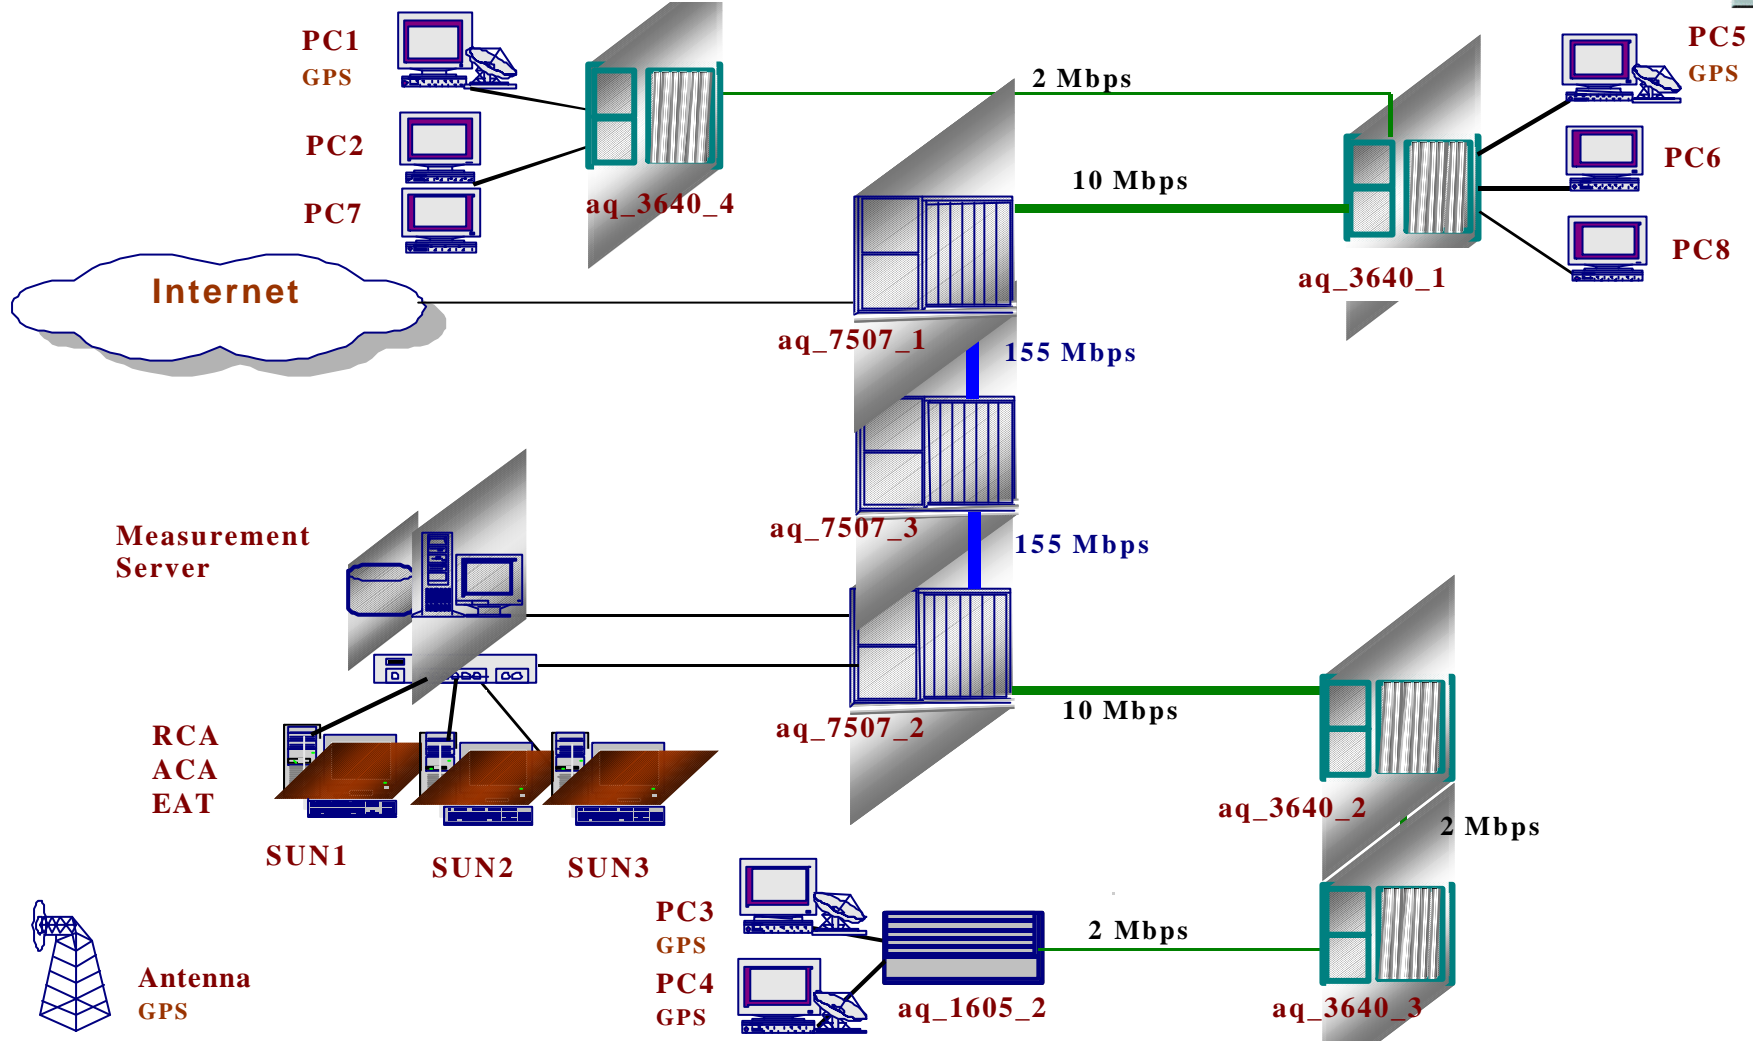 PC1
GPS
PC2
PC7
aq_3640_4
2 Mbps
10 Mbps
PC5
GPS
PC6
PC8
aq_3640_1
Internet
aq_7507_1
155 Mbps
aq_7507_3
155 Mbps
Measurement
Server
aq_7507_2
10 Mbps
RCA
ACA
EAT
SUN1
SUN2
SUN3
aq_3640_2
2 Mbps
PC3
GPS
PC4
GPS
aq_1605_2
2 Mbps
aq_3640_3
Antenna
GPS